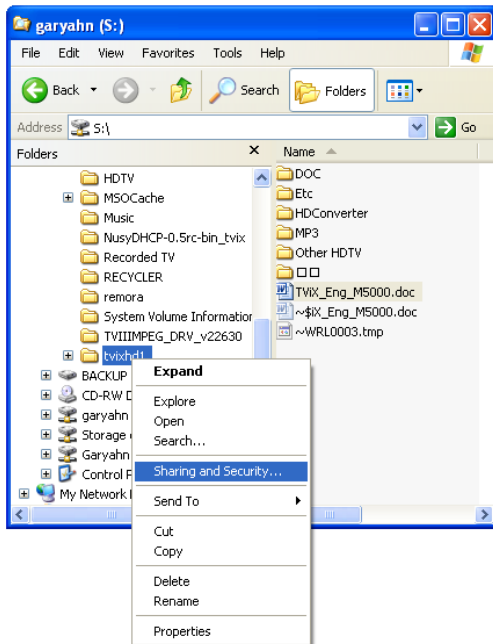 garyahn (S:)
File Edit View Favorites Tools Help
Back Search Folders
Address S:\ Go
Folders
Name
HDTV
MSOCache
Music
NusyDHCP-0.5rc-bin_tvix
Recorded TV
RECYCLER
remora
System Volume Information
TVIIIMPEG_DRV_v22630
tvixhd1
BACKUP
CD-RW
garyahn
Storage
Garyahn
Control
My Network
DOC
Etc
HDConverter
MP3
Other HDTV
TViX_Eng_M5000.doc
~$iX_Eng_M5000.doc
~WRL0003.tmp
Expand
Explore
Open
Search...
Sharing and Security...
Send To
Cut
Copy
Delete
Rename
Properties